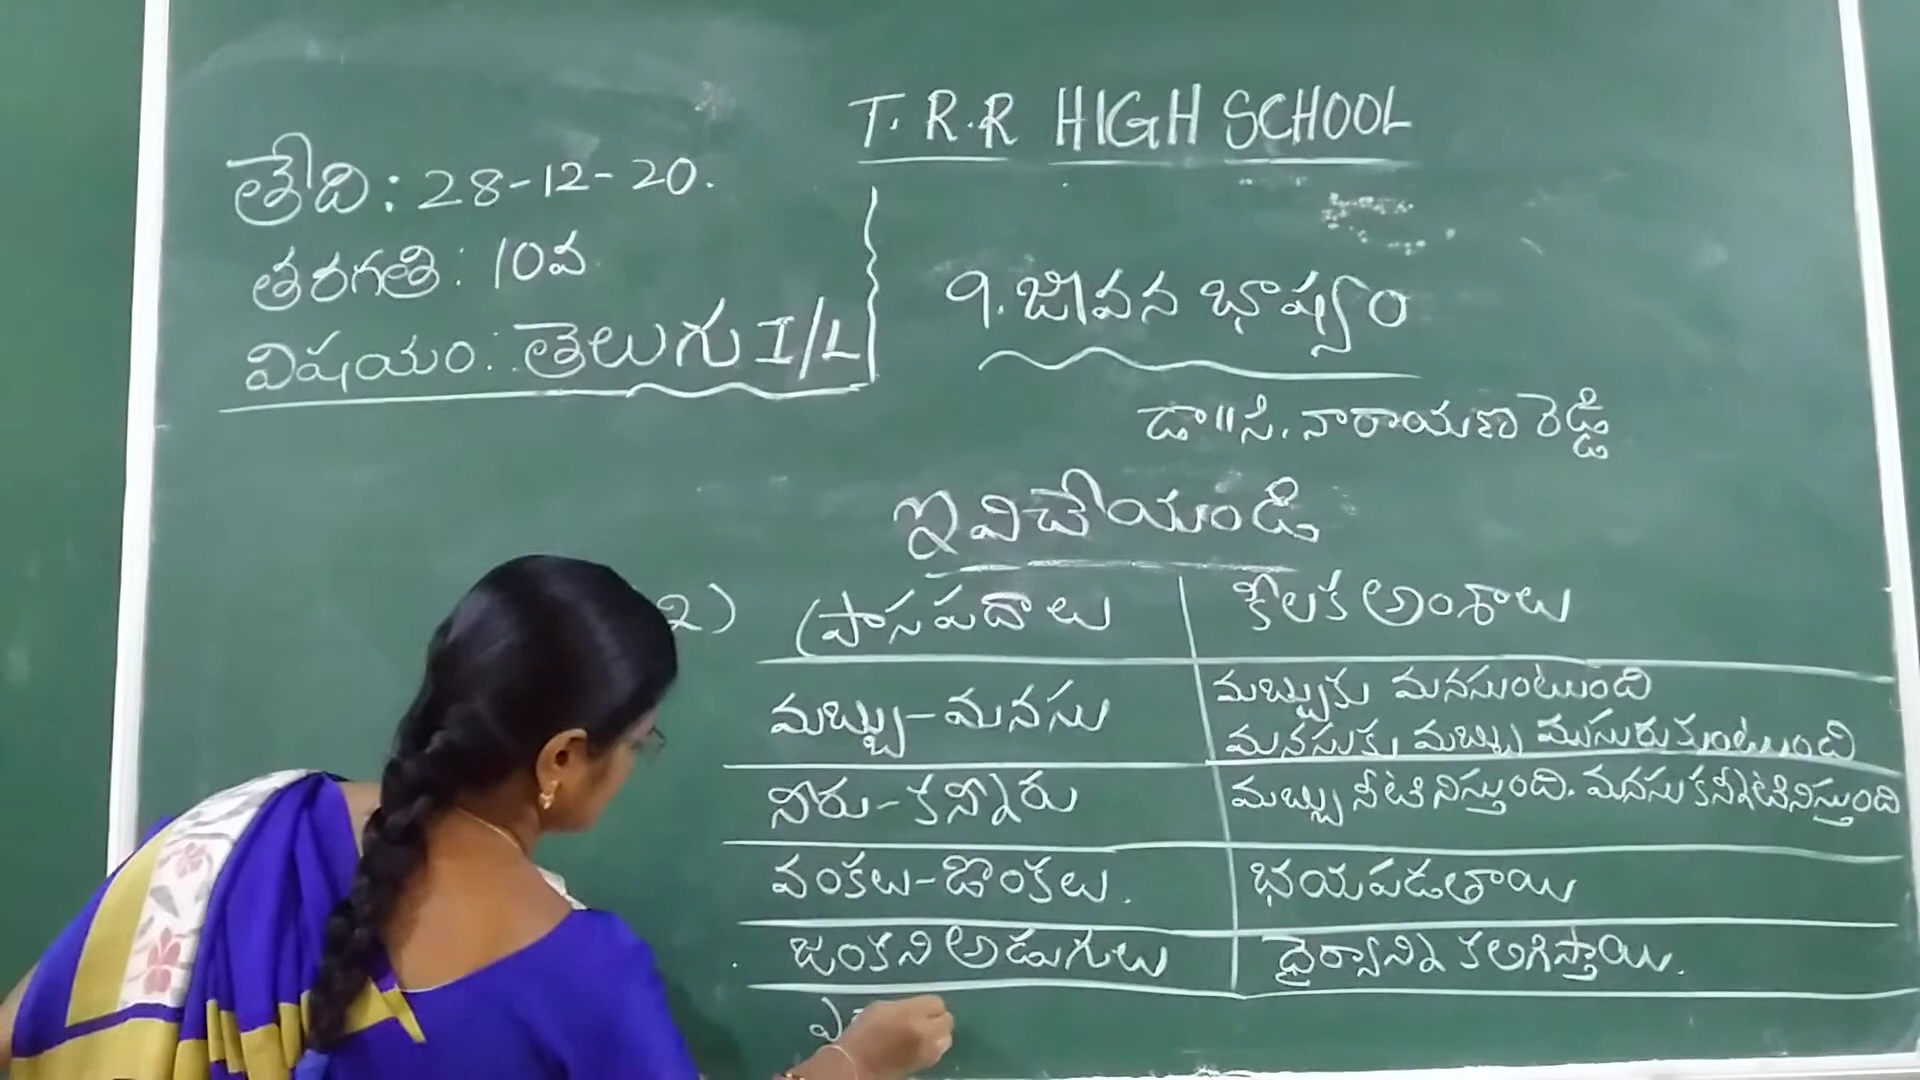 T.R.R HIGH SCHOOL
తేది: 28-12-20.
తరగతి: 10వ
విషయం: తెలుగు I/L
9. జీవన భాష్యం
డా॥సి. నారాయణ రెడ్డి
ఇవిచేయండి
2) ప్రాసపదాలు | కీలక అంశాలు
మబ్బు-మనసు | మబ్బుకు మనసుంటుంది
మనసుకు మబ్బు ముసురుకుంటుంది
నీరు-కన్నీరు | మబ్బు నీటినిస్తుంది. మనసు కన్నీటినిస్తుంది
వంకలు-డొంకలు. | భయపడతాయి
జంకని అడుగులు | ధైర్యాన్ని కలిగిస్తాయి.